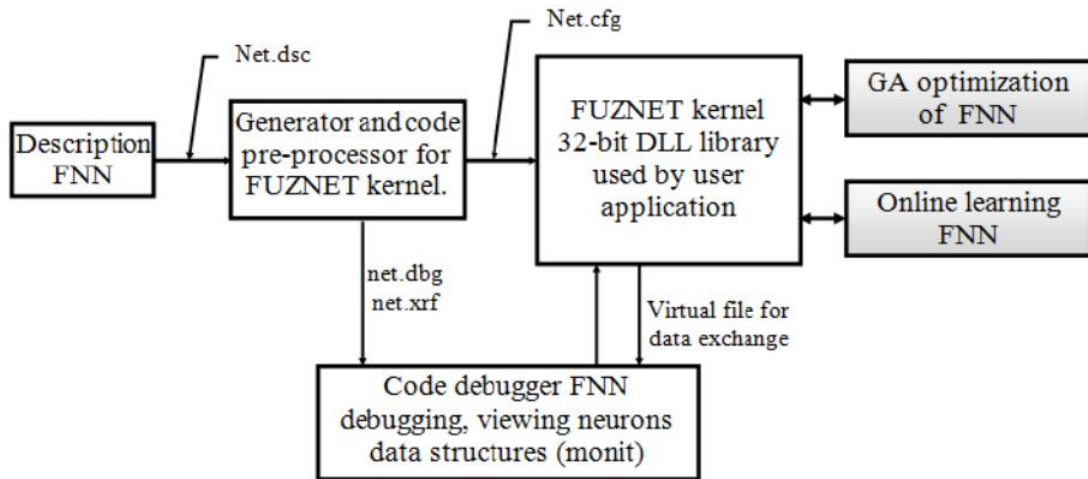 Net.dsc
Net.cfg
Description
FNN
Generator and code
pre-processor for
FUZNET kernel.
FUZNET kernel
32-bit DLL library
used by user
application
GA optimization
of FNN
Online learning
FNN
net.dbg
net.xrf
Virtual file for
data exchange
Code debugger FNN
debugging, viewing neurons
data structures (monit)